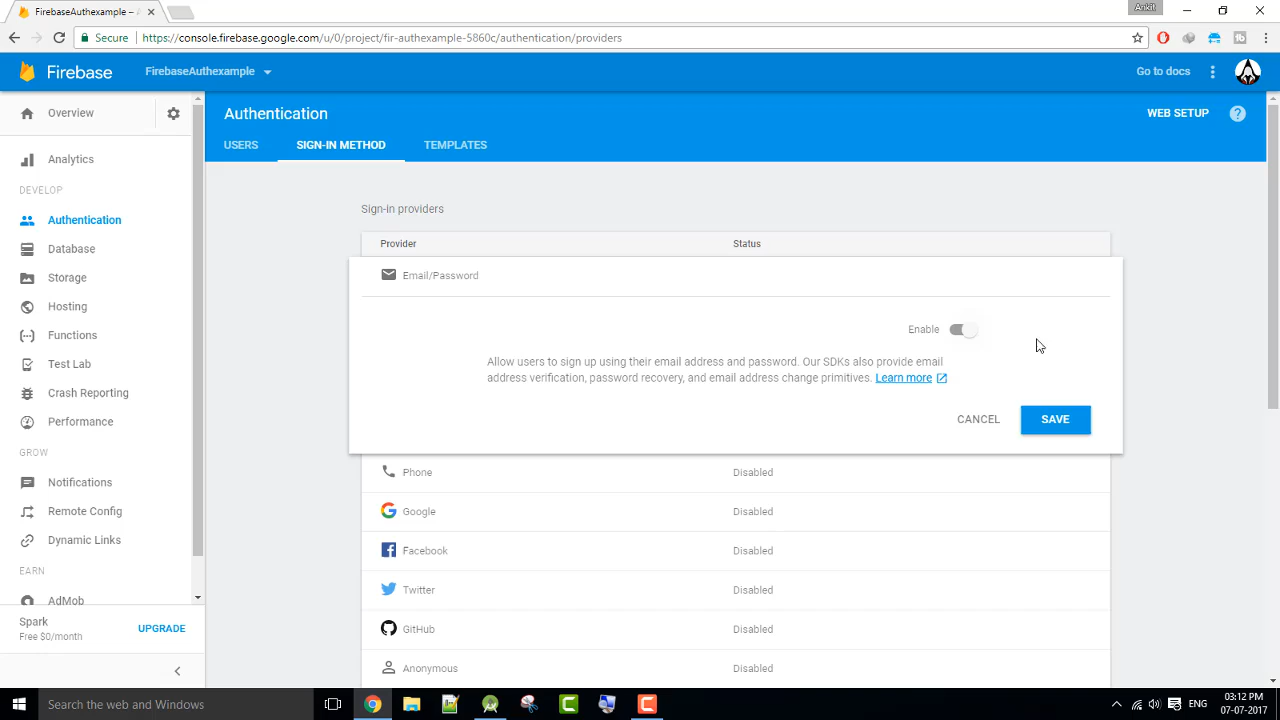 FirebaseAuthexample –
Ankit
Secure
https://console.firebase.google.com/u/0/project/fir-authexample-5860c/authentication/providers
Firebase
FirebaseAuthexample
Go to docs
Overview
Authentication
WEB SETUP
?
USERS
SIGN-IN METHOD
TEMPLATES
Analytics
DEVELOP
Authentication
Database
Storage
Hosting
Functions
Test Lab
Crash Reporting
Performance
GROW
Notifications
Remote Config
Dynamic Links
EARN
AdMob
Spark
Free $0/month
UPGRADE
Sign-in providers
Provider
Status
Email/Password
Enable
Allow users to sign up using their email address and password. Our SDKs also provide email
address verification, password recovery, and email address change primitives. Learn more
CANCEL
SAVE
Phone
Disabled
Google
Disabled
Facebook
Disabled
Twitter
Disabled
GitHub
Disabled
Anonymous
Disabled
Search the web and Windows
ENG
03:12 PM
07-07-2017